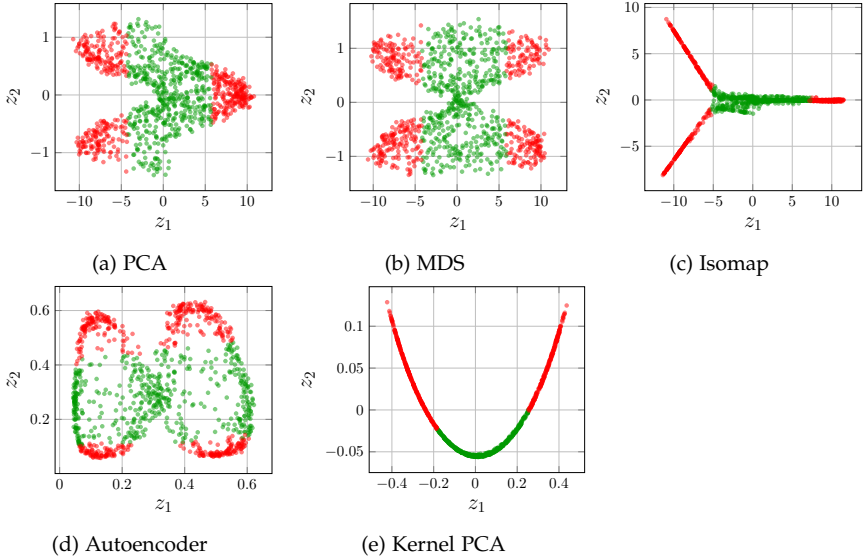 1
0
−1
z2
−10 −5 0 5 10
z1
(a) PCA
1
0
−1
z2
−10 −5 0 5 10
z1
(b) MDS
10
5
0
−5
z2
−10 −5 0 5 10
z1
(c) Isomap
0.6
0.4
0.2
z2
0 0.2 0.4 0.6
z1
(d) Autoencoder
0.1
0.05
0
−0.05
z2
−0.4 −0.2 0 0.2 0.4
z1
(e) Kernel PCA